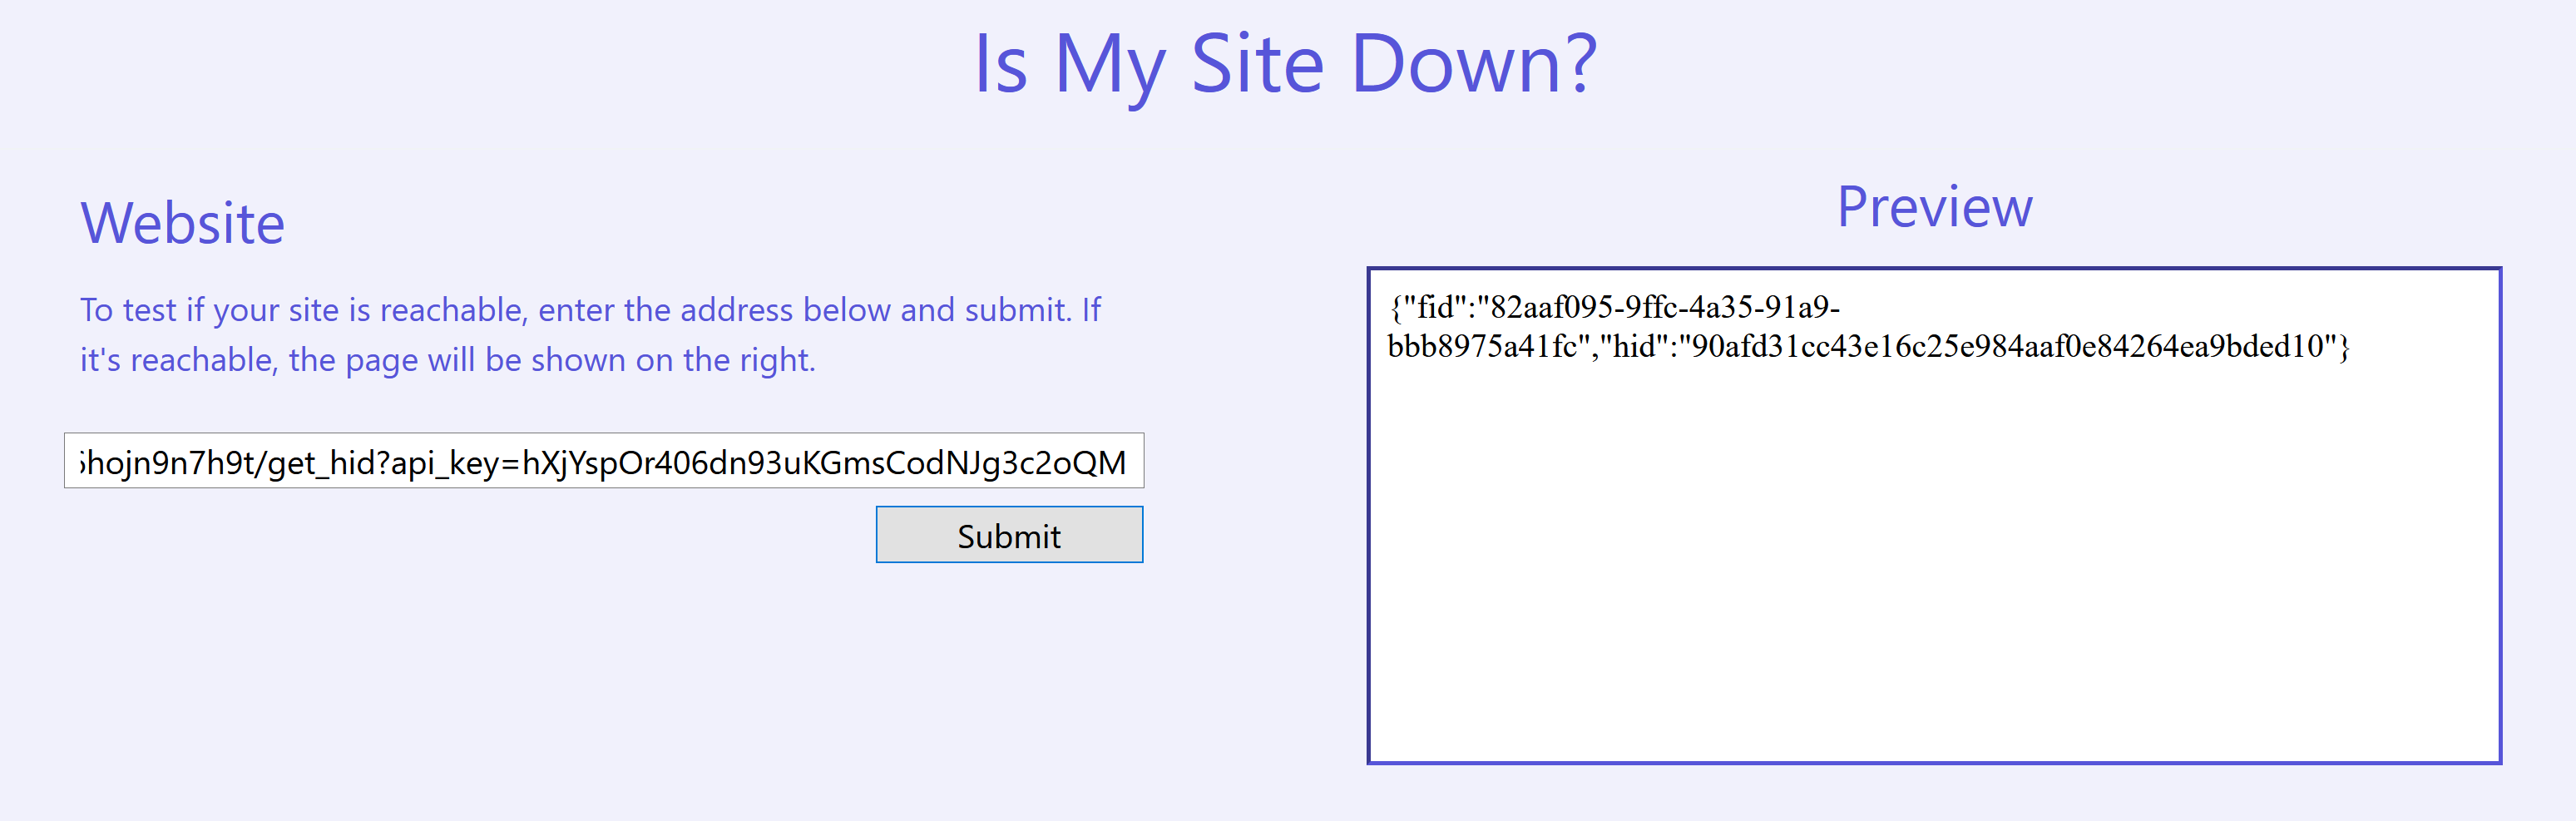 Is My Site Down?
Website
To test if your site is reachable, enter the address below and submit. If
it's reachable, the page will be shown on the right.
hojn9n7h9t/get_hid?api_key=hXjYspOr406dn93uKGmsCodNJg3c2oQM
Submit
Preview
{"fid":"82aaf095-9ffc-4a35-91a9-
bbb8975a41fc","hid":"90afd31cc43e16c25e984aaf0e84264ea9bded10"}